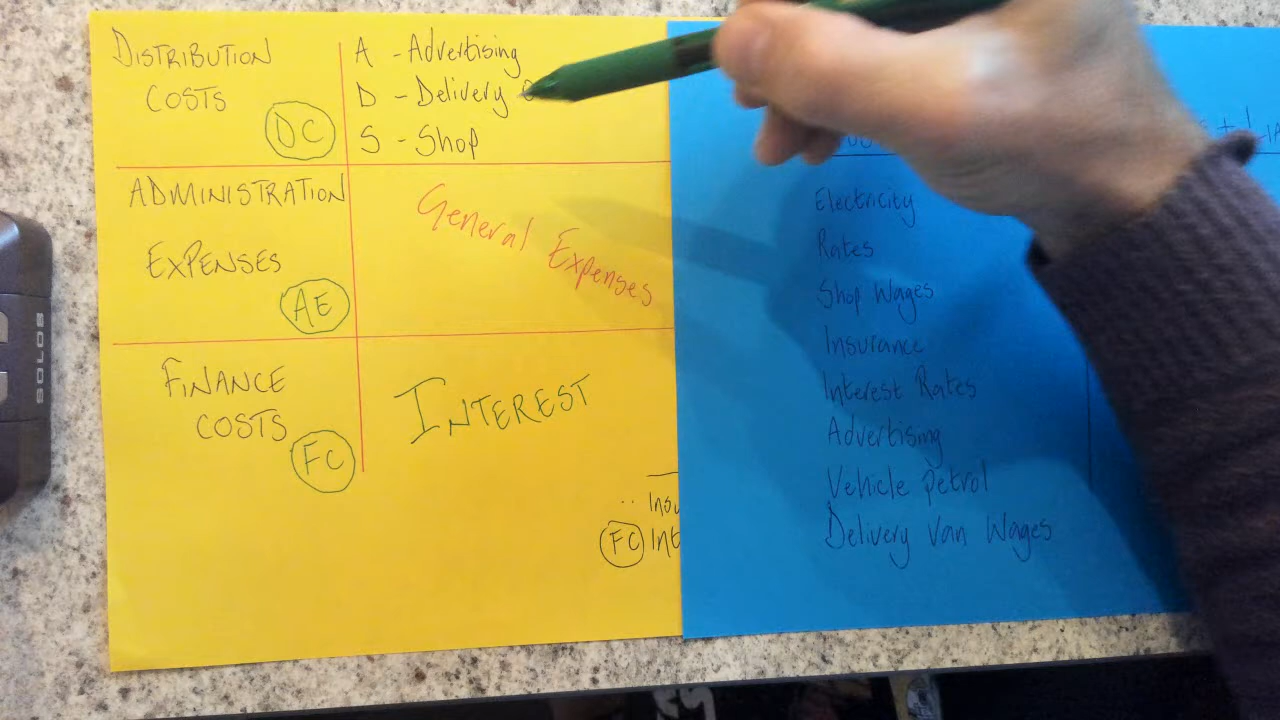 DISTRIBUTION
COSTS
DC
A - Advertising
D - Delivery
S - Shop
ADMINISTRATION
EXPENSES
AE
General Expenses
FINANCE
COSTS
FC
INTEREST
FC
Electricity
Rates
Shop Wages
Insurance
Interest Rates
Advertising
Vehicle petrol
Delivery Van Wages
SOLOS